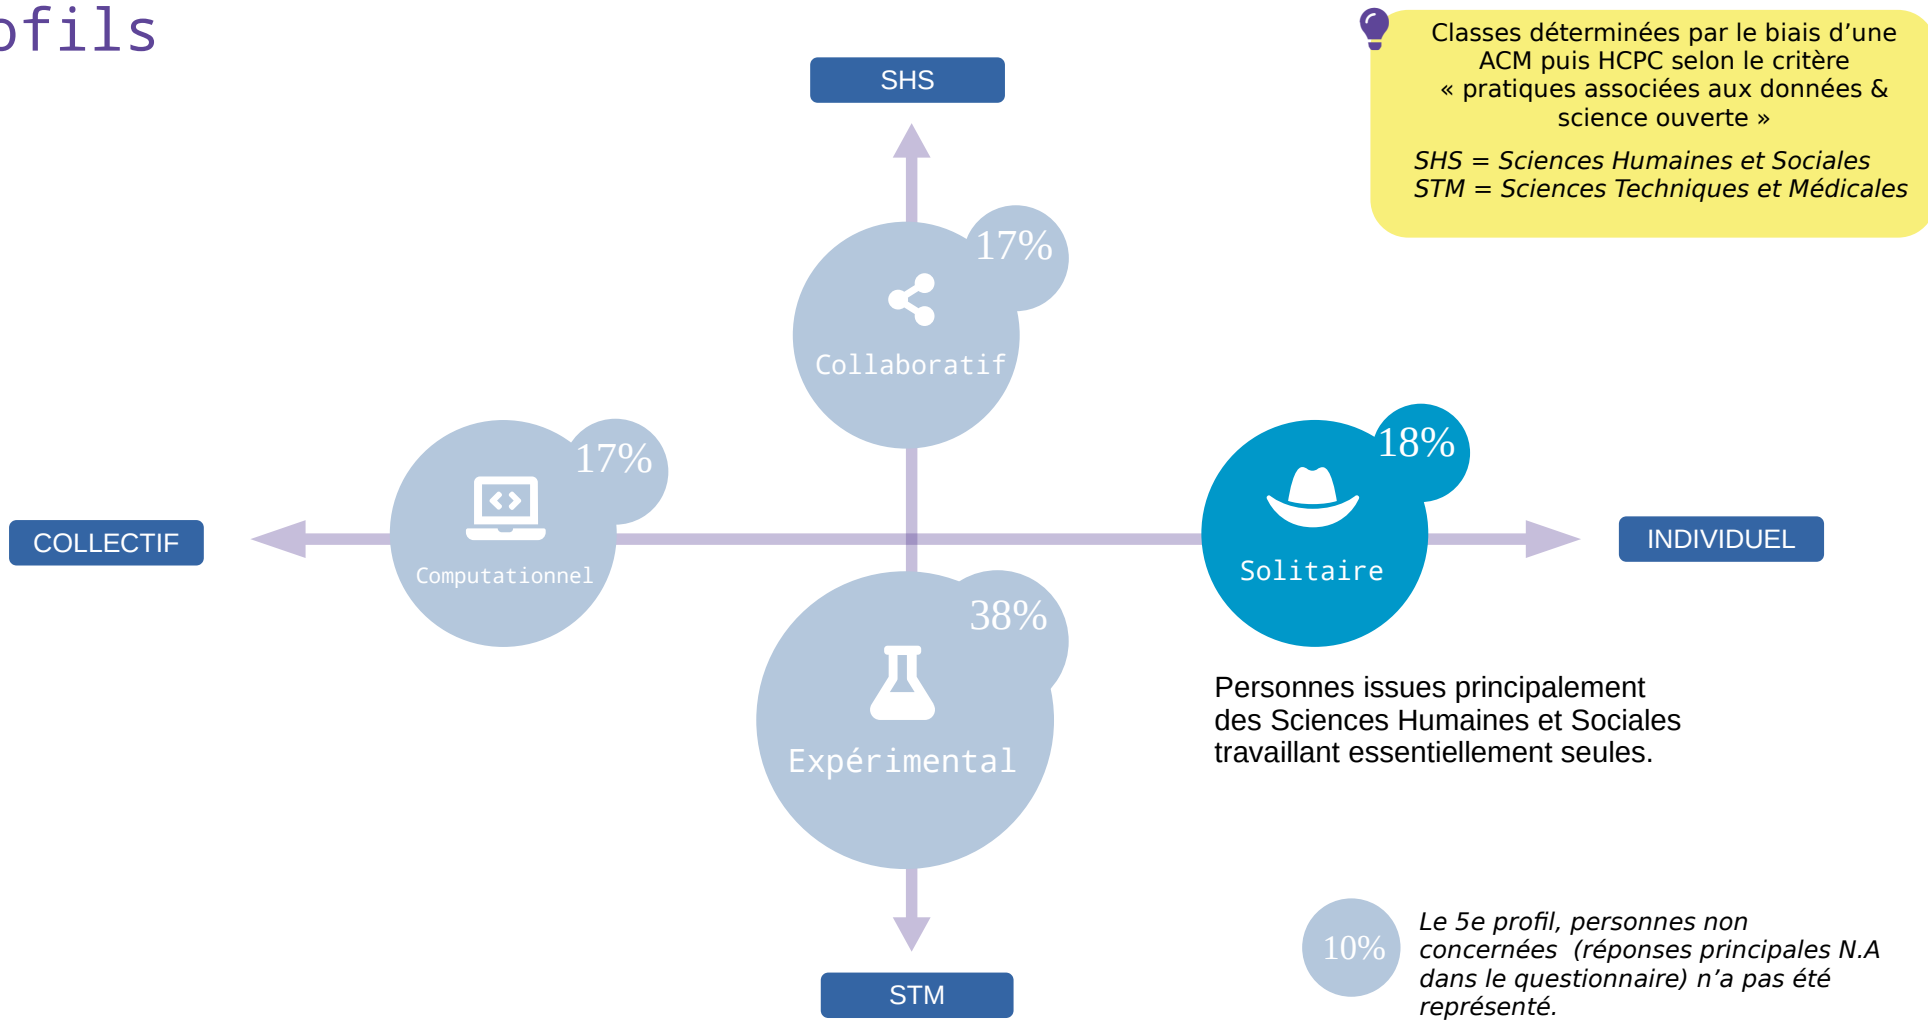 ofils
Classes déterminées par le biais d’une
ACM puis HCPC selon le critère
« pratiques associées aux données &
science ouverte »
SHS = Sciences Humaines et Sociales
STM = Sciences Techniques et Médicales
SHS
17%
Collaboratif
17%
Computationnel
18%
Solitaire
COLLECTIF
INDIVIDUEL
38%
Expérimental
Personnes issues principalement
des Sciences Humaines et Sociales
travaillant essentiellement seules.
STM
10%
Le 5e profil, personnes non
concernées  (réponses principales N.A
dans le questionnaire) n’a pas été
représenté.